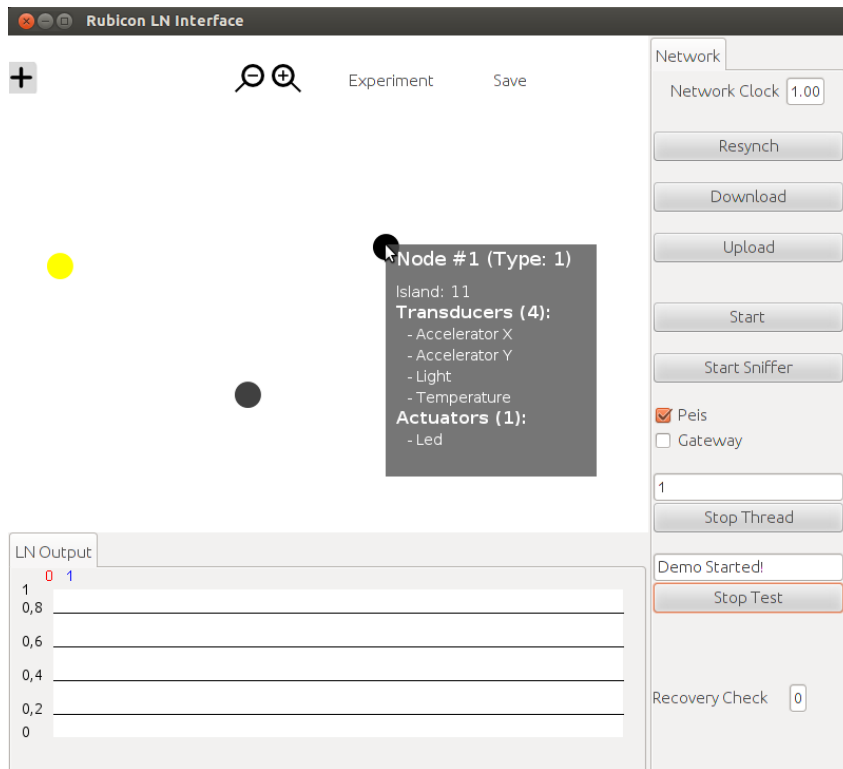 Rubicon LN Interface
Experiment
Save
Node #1 (Type: 1)
Island: 11
Transducers (4):
- Accelerator X
- Accelerator Y
- Light
- Temperature
Actuators (1):
- Led
Network
Network Clock 1.00
Resynch
Download
Upload
Start
Start Sniffer
Peis
Gateway
1
Stop Thread
Demo Started!
Stop Test
Recovery Check 0
LN Output
0 1
1
0,8
0,6
0,4
0,2
0